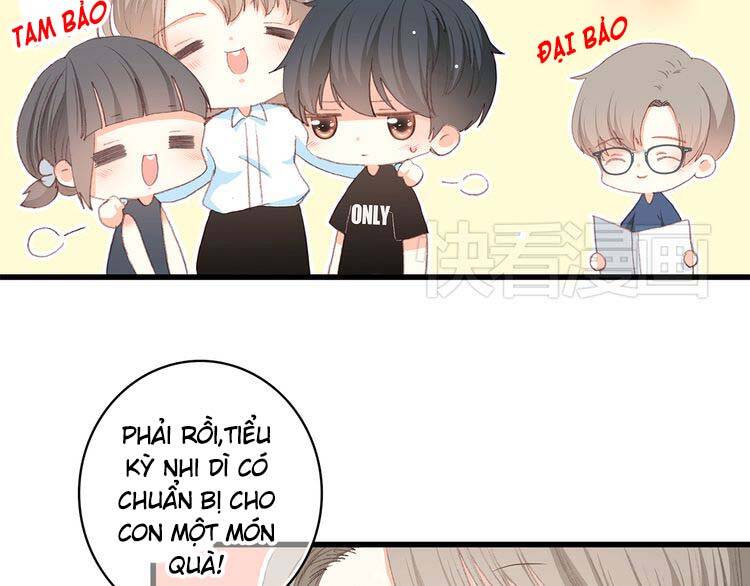 TAM BẢO
ĐẠI BẢO
ONLY
快看漫画
PHẢI RỒI,TIỂU
KỲ NHI DÌ CÓ
CHUẨN BỊ CHO
CON MỘT MÓN
QUÀ!